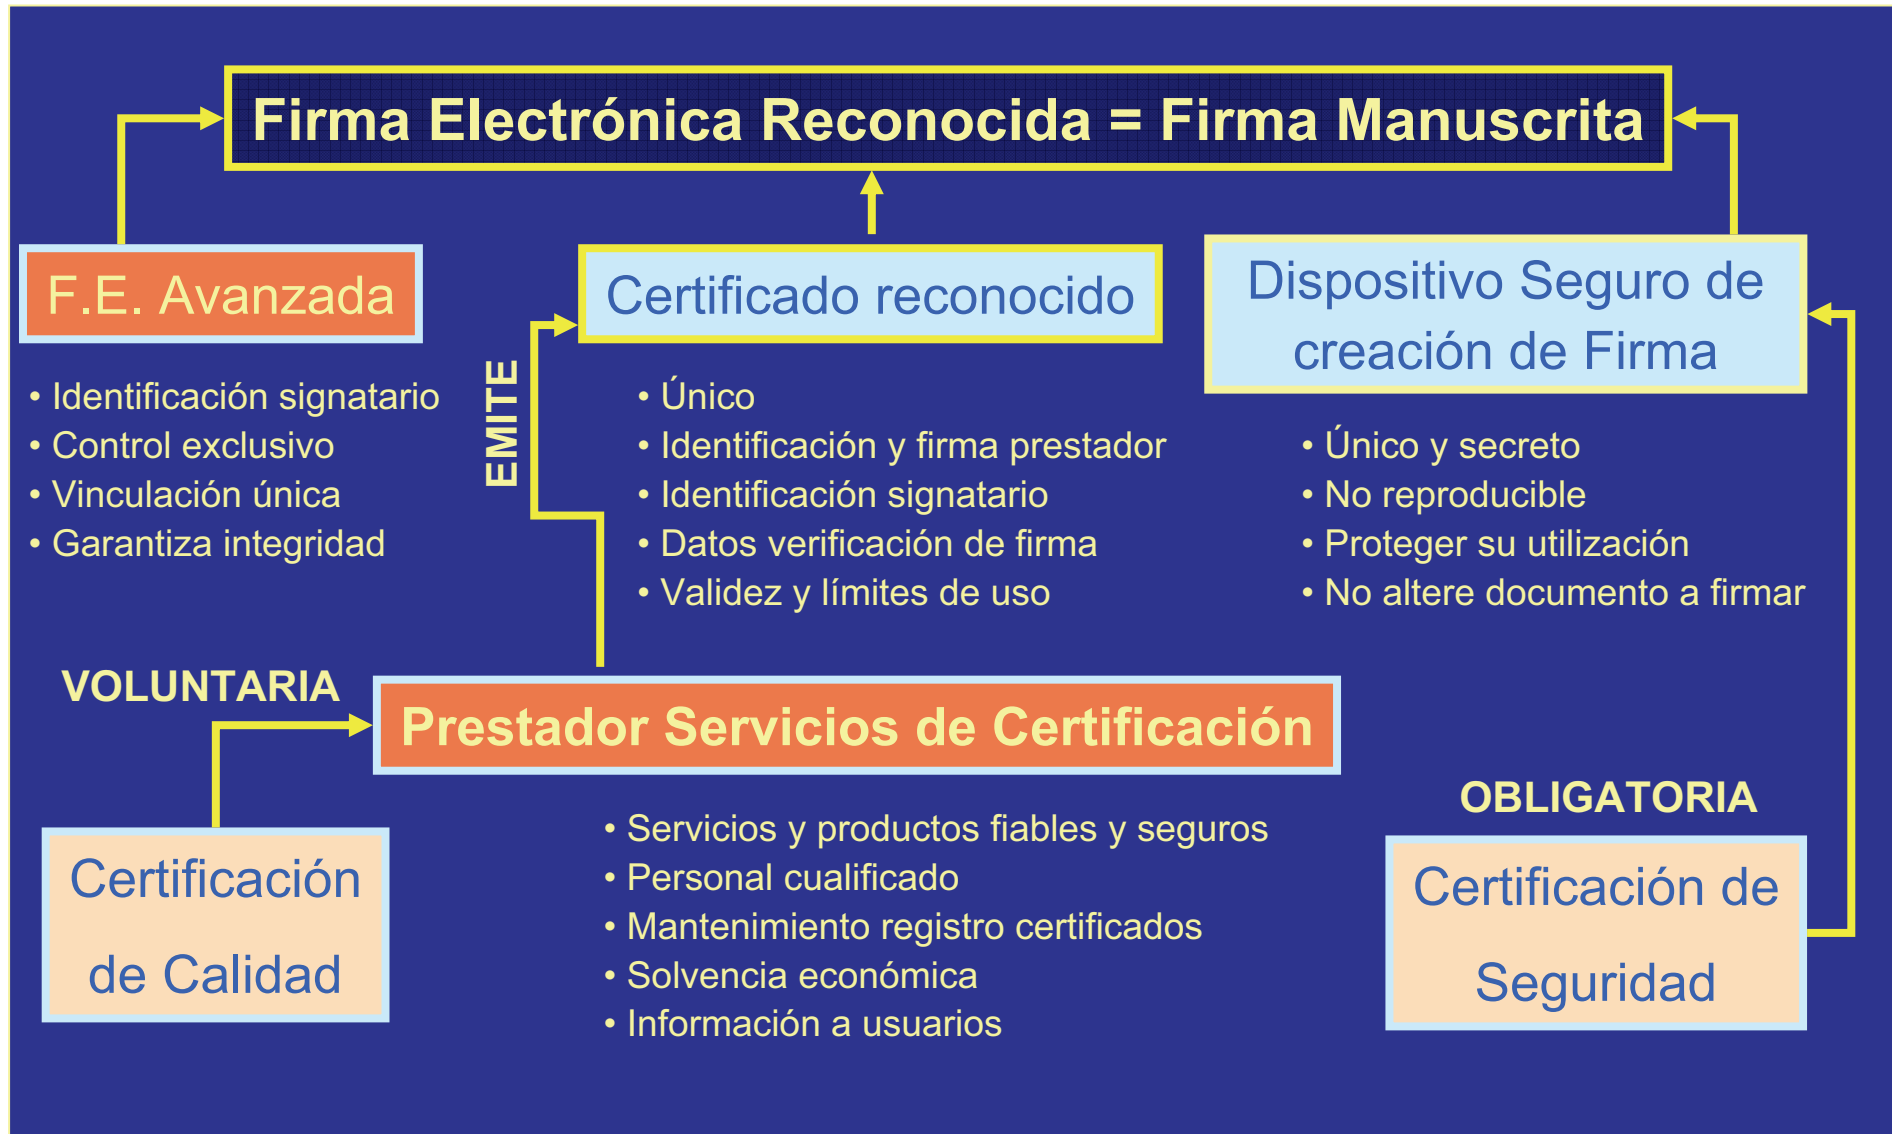 Firma Electrónica Reconocida = Firma Manuscrita
F.E. Avanzada
• Identificación signatario
• Control exclusivo
• Vinculación única
• Garantiza integridad
EMITE
Certificado reconocido
• Único
• Identificación y firma prestador
• Identificación signatario
• Datos verificación de firma
• Validez y límites de uso
Dispositivo Seguro de
creación de Firma
• Único y secreto
• No reproducible
• Proteger su utilización
• No altere documento a firmar
VOLUNTARIA
Prestador Servicios de Certificación
• Servicios y productos fiables y seguros
• Personal cualificado
• Mantenimiento registro certificados
• Solvencia económica
• Información a usuarios
Certificación
de Calidad
OBLIGATORIA
Certificación de
Seguridad